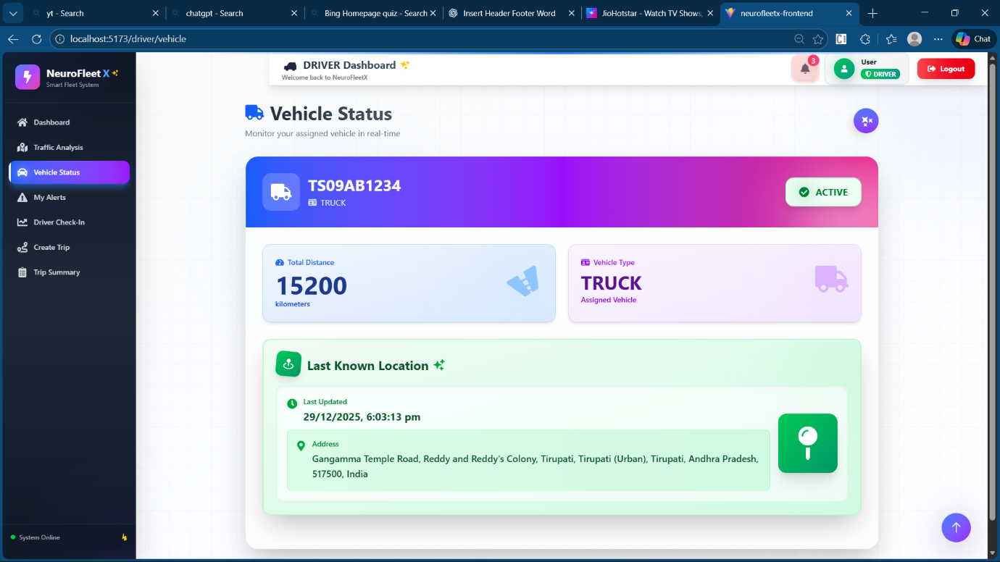 yt - Search
chatgpt - Search
Bing Homepage quiz - Search
Insert Header Footer Word
JioHotstar - Watch TV Shows,
neurofleetx-frontend
localhost:5173/driver/vehicle
Chat
NeuroFleet X
Smart Fleet System
DRIVER Dashboard
Welcome back to NeuroFleetX
3
User
DRIVER
Logout
Dashboard
Traffic Analysis
Vehicle Status
My Alerts
Driver Check-In
Create Trip
Trip Summary
System Online
Vehicle Status
Monitor your assigned vehicle in real-time
TS09AB1234
TRUCK
ACTIVE
Total Distance
15200
kilometers
Vehicle Type
TRUCK
Assigned Vehicle
Last Known Location
Last Updated
29/12/2025, 6:03:13 pm
Address
Gangamma Temple Road, Reddy and Reddy's Colony, Tirupati, Tirupati (Urban), Tirupati, Andhra Pradesh,
517500, India